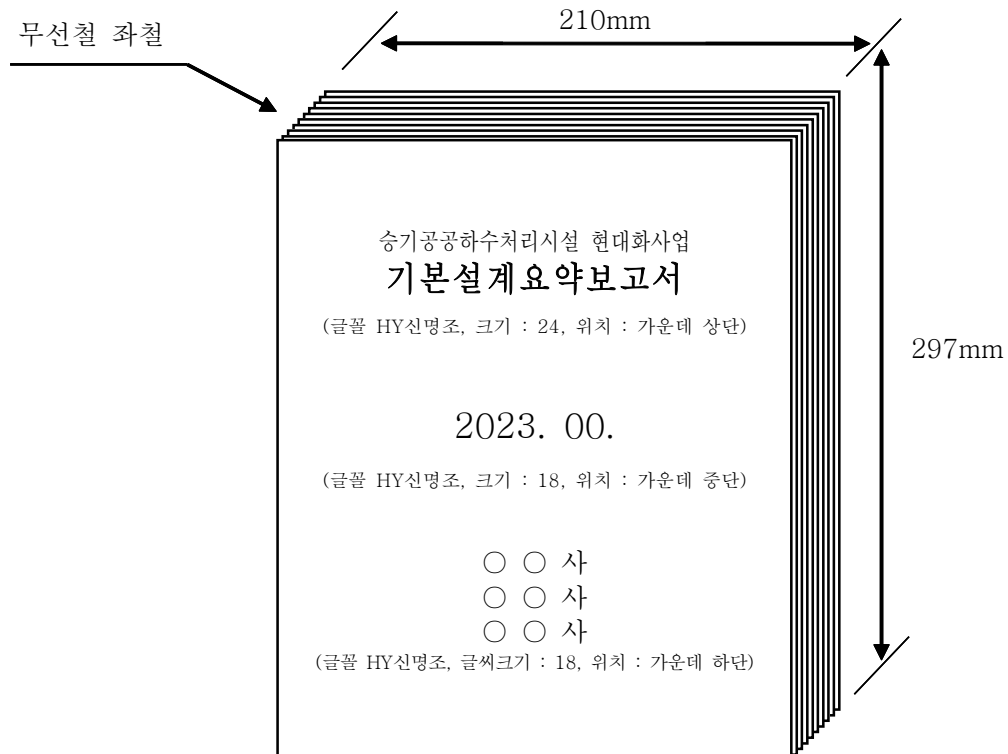 무선철 좌철
210mm
297mm
승기공공하수처리시설 현대화사업
기본설계요약보고서
(글꼴 HY신명조, 크기 : 24, 위치 : 가운데 상단)
2023. 00.
(글꼴 HY신명조, 크기 : 18, 위치 : 가운데 중단)
○ ○ 사
○ ○ 사
○ ○ 사
(글꼴 HY신명조, 글씨크기 : 18, 위치 : 가운데 하단)